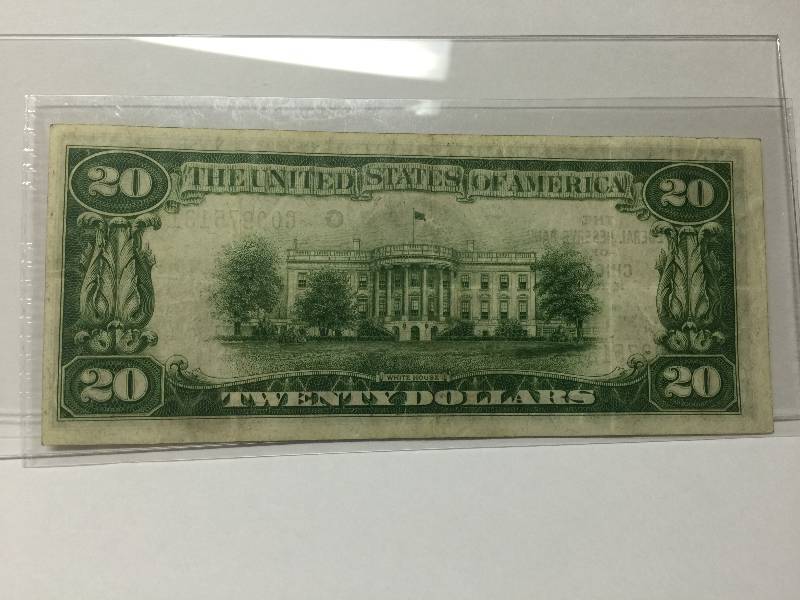 20 THE UNITED STATES OF AMERICA 20
WHITE HOUSE
20 TWENTY DOLLARS 20